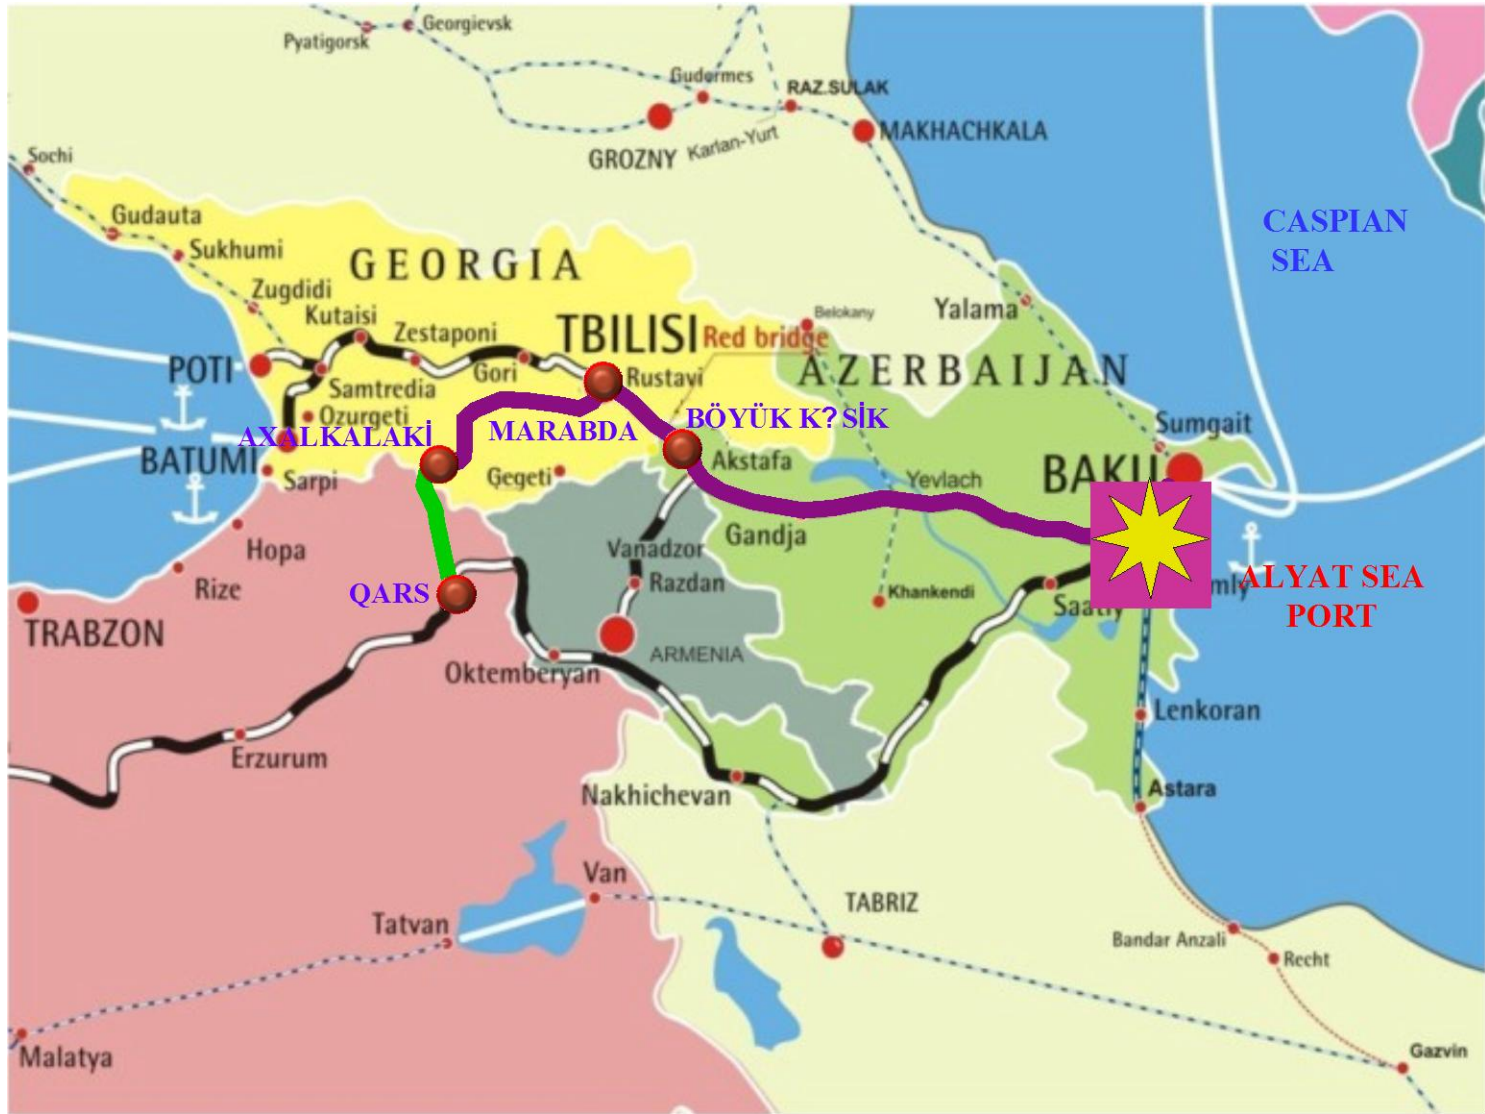 Georgievsk
Pyatigorsk
Gudermes
RAZ.SULAK
MAKHACHKALA
GROZNY
Karlan-Yurt
Sochi
Gudauta
CASPIAN
SEA
Sukhumi
GEORGIA
Zugdidi
Kutaisi
Zestaponi
TBILISI
Red bridge
Belokany
Yalama
AZERBAIJAN
POTI
Samtredia
Gori
Rustavi
Ozurgeti
AXALKALAKİ
MARABDA
BÖYÜK K?SİK
Sumgait
BATUMI
Sarpi
Gegeti
Akstafa
Yevlach
BAKU
Hopa
Vanadzor
Gandja
Rize
QARS
Razdan
Khankendi
Saatly
mly
ALYAT SEA
PORT
TRABZON
ARMENIA
Oktemberyan
Lenkoran
Erzurum
Nakhichevan
Astara
Van
TABRIZ
Tatvan
Bandar Anzali
Recht
Malatya
Gazvin